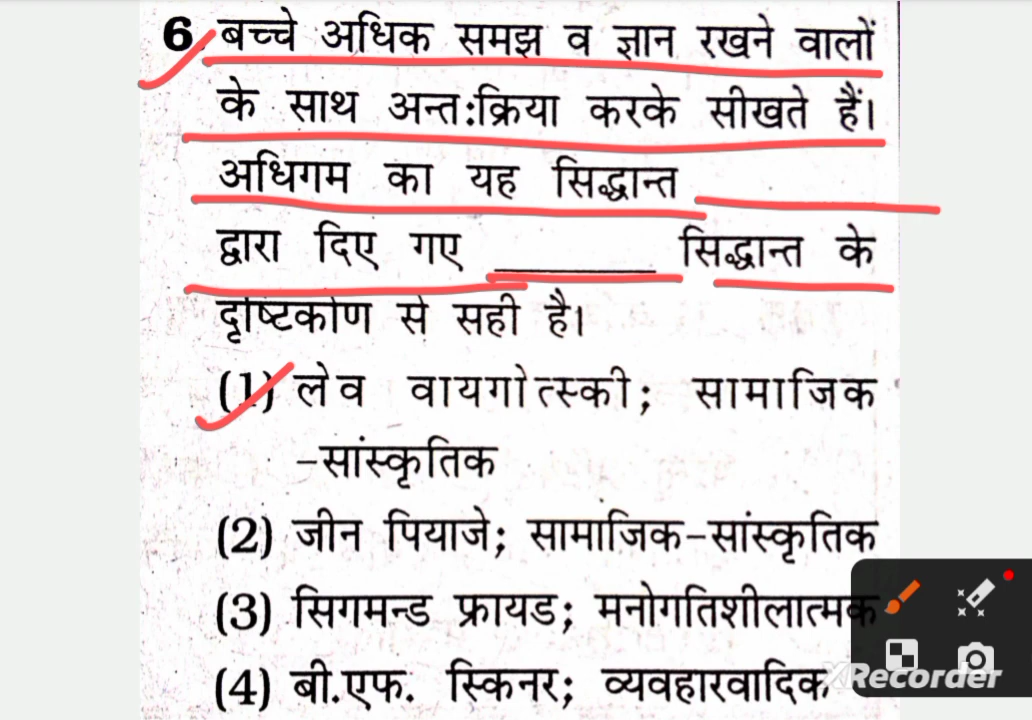 6. बच्चे अधिक समझ व ज्ञान रखने वालों
के साथ अन्त:क्रिया करके सीखते हैं।
अधिगम का यह सिद्धान्त
द्वारा दिए गए ________ सिद्धान्त के
दृष्टिकोण से सही है।
(1) लेव वायगोत्स्की; सामाजिक
-सांस्कृतिक
(2) जीन पियाजे; सामाजिक-सांस्कृतिक
(3) सिगमन्ड फ्रायड; मनोगतिशीलात्मक
(4) बी.एफ. स्किनर; व्यवहारवादिक
XRecorder